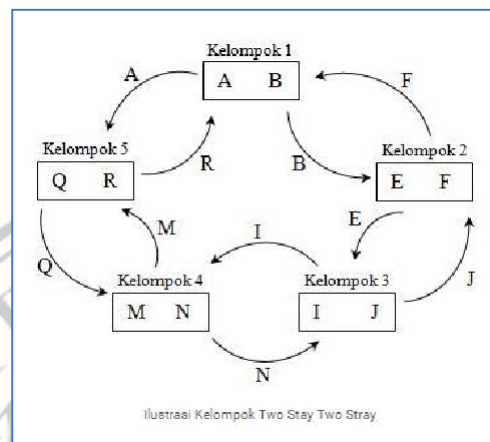 Kelompok 1
A B
A
F
Kelompok 5
Q R
R
B
Kelompok 2
E F
M
I
E
Q
J
Kelompok 4
M N
Kelompok 3
I J
N
Ilustrasi Kelompok Two Stay Two Stray